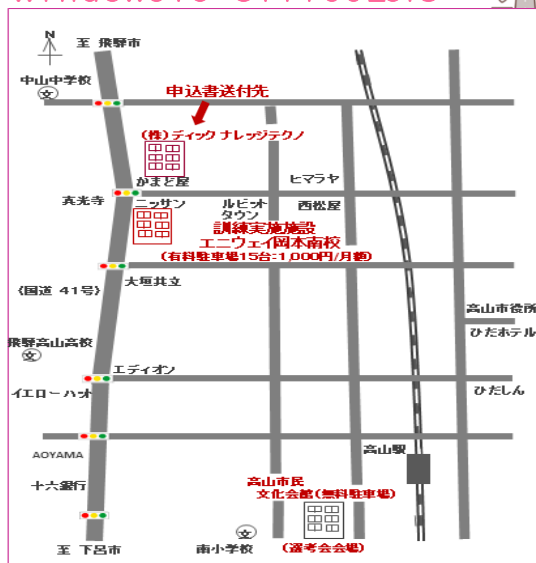 N
至 飛騨市
中山中学校
文
申込書送付先
(株)ディックナレッジテクノ
かまど屋
ヒマラヤ
真光寺
ニッサン
ルビット
タウン
西松屋
訓練実施施設
エニウェイ岡本南校
(有料駐車場15台:1,000円/月額)
大垣共立
(国道 41号)
高山市役所
ひだホテル
飛騨高山高校
文
エディオン
イエローハット
ひだしん
AOYAMA
高山駅
十六銀行
高山市民
文化会館(無料駐車場)
文
至 下呂市
南小学校
(選考会会場)